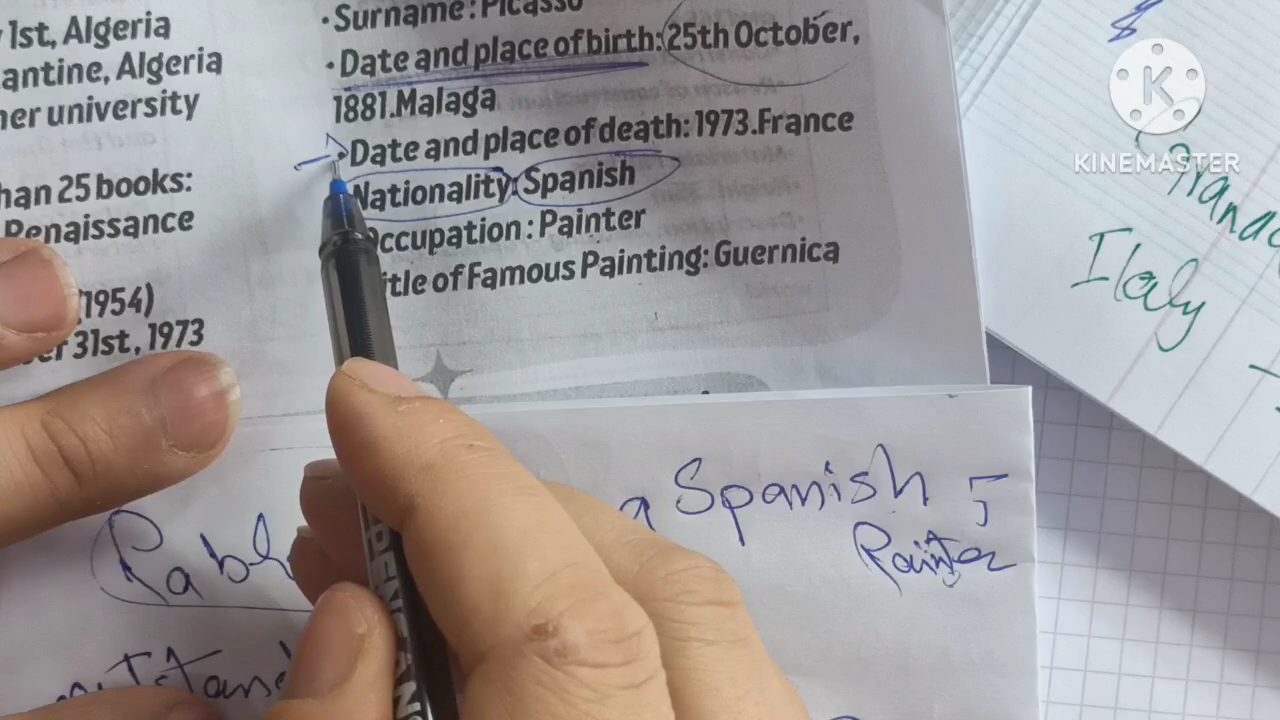 1st, Algeria
antine, Algeria
her university
han 25 books:
Renaissance
(1954)
er 31st, 1973
• Surname: Picasso
• Date and place of birth: 25th October,
1881.Malaga
• Date and place of death: 1973.France
Nationality: Spanish
Occupation: Painter
itle of Famous Painting: Guernica
a Spanish
Painter
Pabl
outstand
Italy
K
KINEMASTER